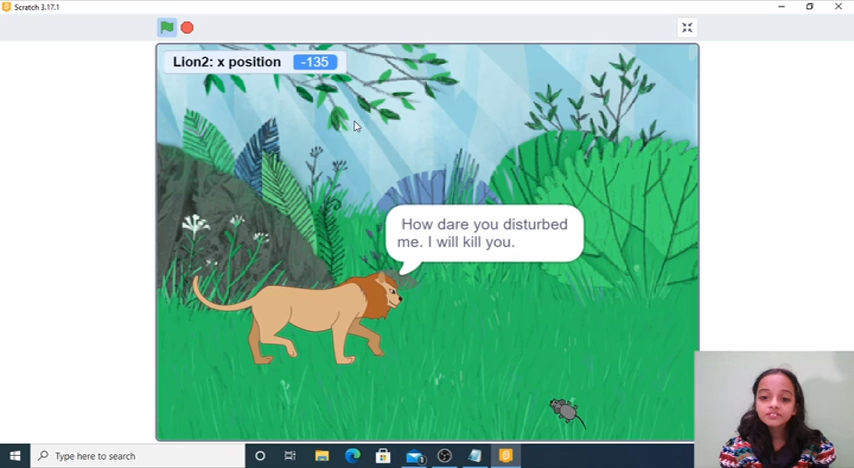 Scratch 3.17.1
Lion2: x position -135
How dare you disturbed
me. I will kill you.
Type here to search